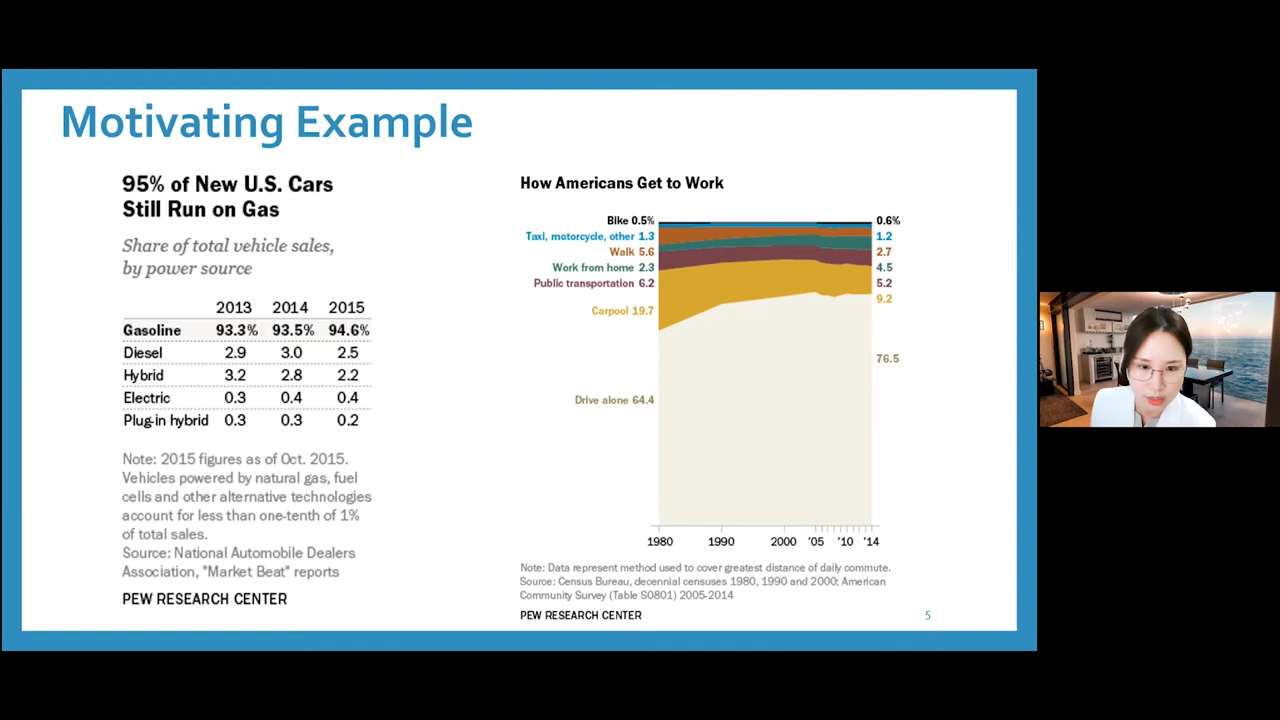 Motivating Example
95% of New U.S. Cars
Still Run on Gas
Share of total vehicle sales,
by power source
2013 2014 2015
Gasoline 93.3% 93.5% 94.6%
Diesel 2.9 3.0 2.5
Hybrid 3.2 2.8 2.2
Electric 0.3 0.4 0.4
Plug-in hybrid 0.3 0.3 0.2
Note: 2015 figures as of Oct. 2015.
Vehicles powered by natural gas, fuel
cells and other alternative technologies
account for less than one-tenth of 1%
of total sales.
Source: National Automobile Dealers
Association, "Market Beat" reports
PEW RESEARCH CENTER
How Americans Get to Work
Bike 0.5% 0.6%
Taxi, motorcycle, other 1.3 1.2
Walk 5.6 2.7
Work from home 2.3 4.5
Public transportation 6.2 5.2
9.2
Carpool 19.7
76.5
Drive alone 64.4
1980 1990 2000 '05 '10 '14
Note: Data represent method used to cover greatest distance of daily commute.
Source: Census Bureau, decennial censuses 1980, 1990 and 2000; American
Community Survey (Table S0801) 2005-2014
PEW RESEARCH CENTER
5